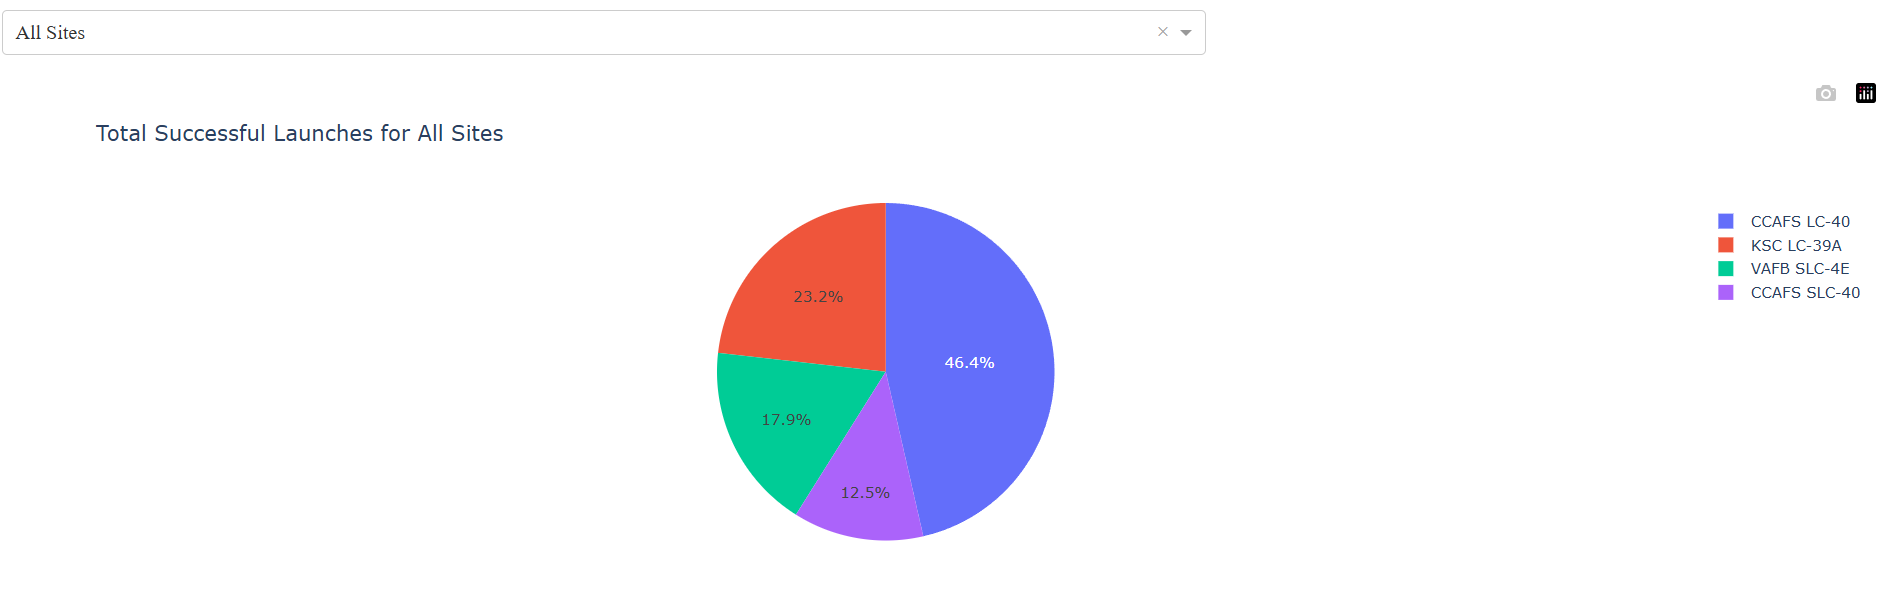 All Sites
Total Successful Launches for All Sites
CCAFS LC-40
KSC LC-39A
VAFB SLC-4E
CCAFS SLC-40
23.2%
46.4%
17.9%
12.5%